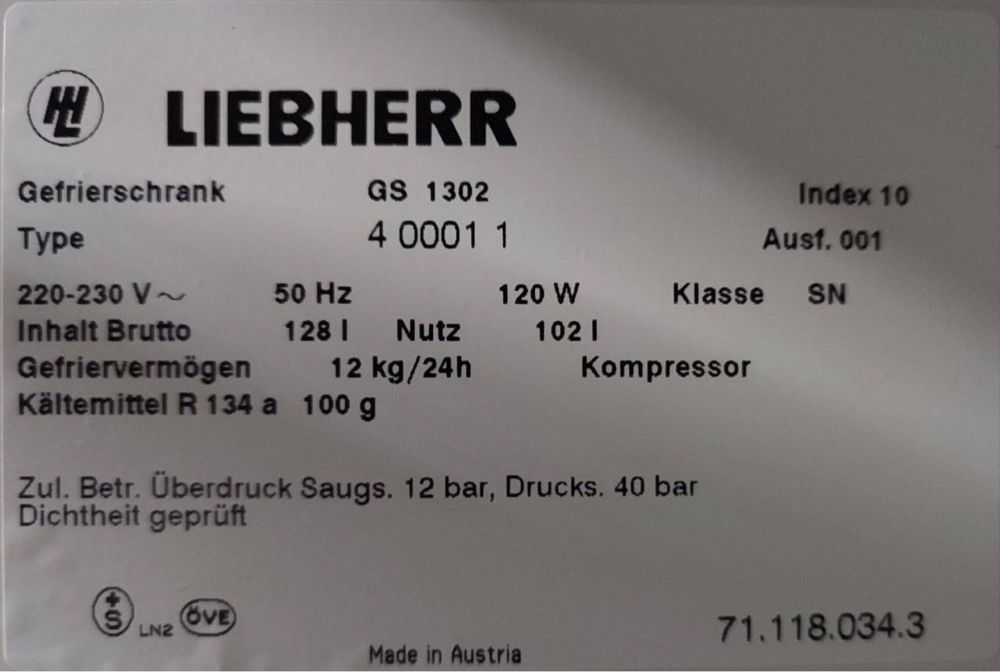 HL LIEBHERR
Gefrierschrank GS 1302 Index 10
Type 4 0001 1 Ausf. 001
220-230 V~ 50 Hz 120 W Klasse SN
Inhalt Brutto 128 l Nutz 102 l
Gefriervermögen 12 kg/24h Kompressor
Kältemittel R 134 a 100 g
Zul. Betr. Überdruck Saugs. 12 bar, Drucks. 40 bar
Dichtheit geprüft
+S LN2 ÖVE 71.118.034.3
Made in Austria